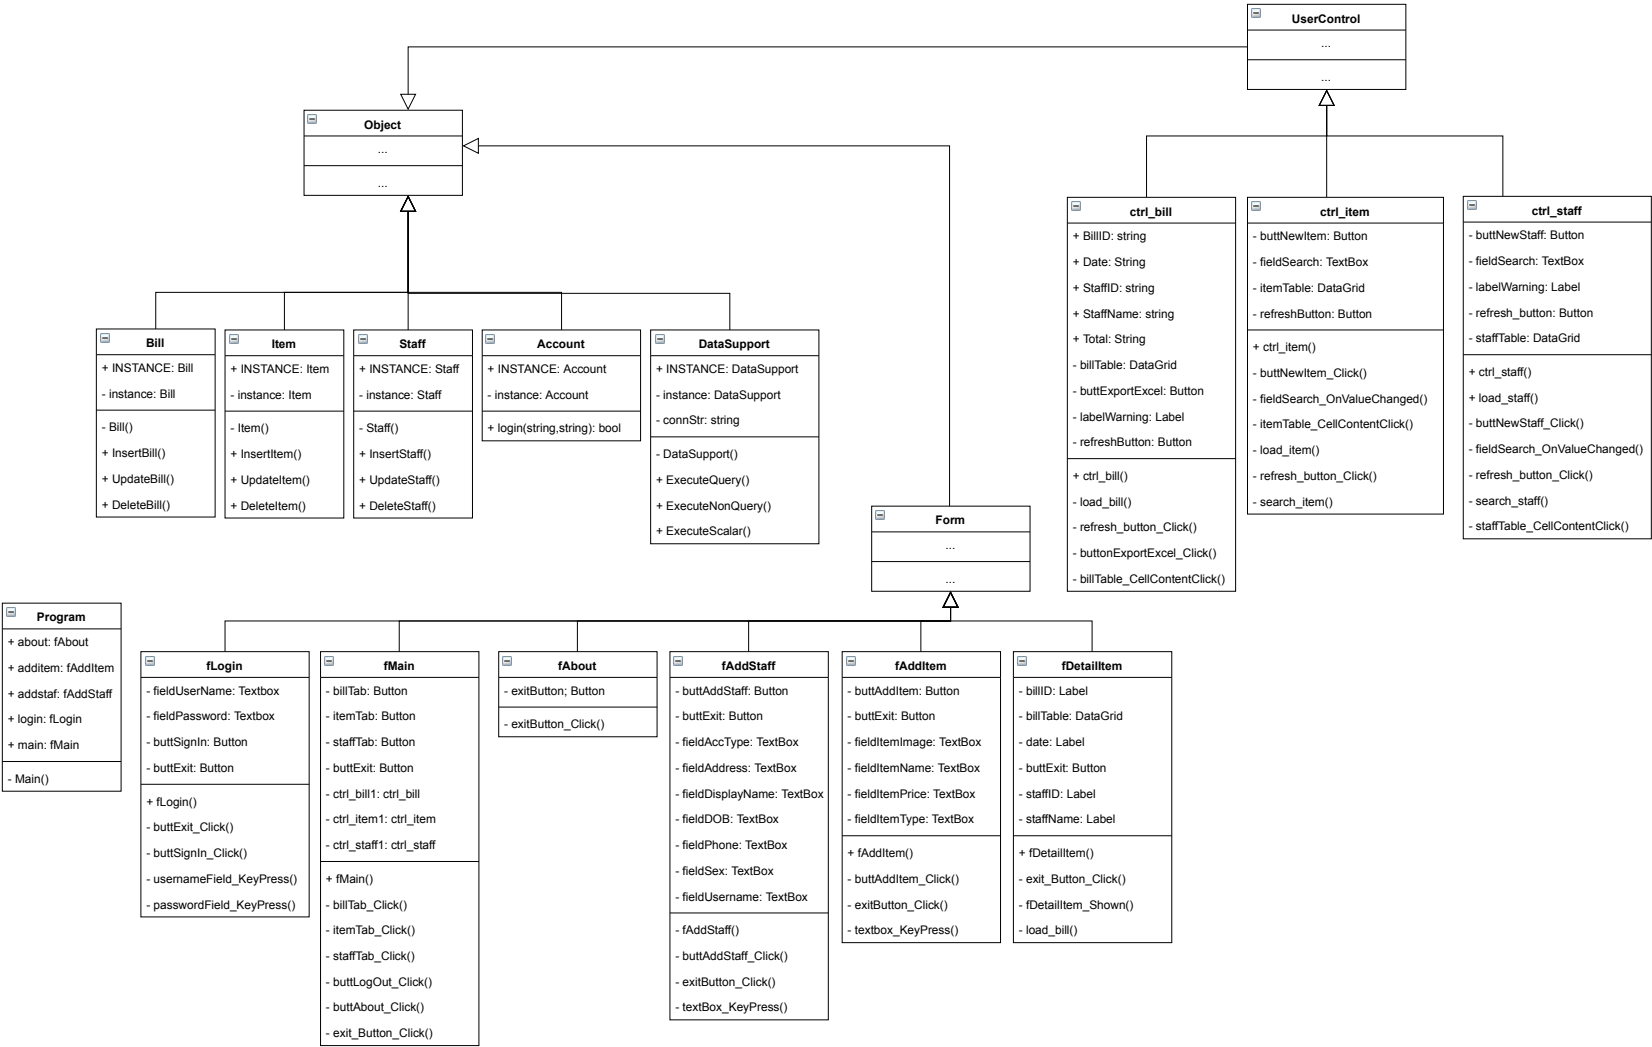 UserControl
...
...
Object
...
...
ctrl_bill
+ BillID: string
+ Date: String
+ StaffID: string
+ StaffName: string
+ Total: String
- billTable: DataGrid
- buttExportExcel: Button
- labelWarning: Label
- refreshButton: Button
+ ctrl_bill()
- load_bill()
- refresh_button_Click()
- buttonExportExcel_Click()
- billTable_CellContentClick()
ctrl_item
- buttNewItem: Button
- fieldSearch: TextBox
- itemTable: DataGrid
- refreshButton: Button
+ ctrl_item()
- buttNewItem_Click()
- fieldSearch_OnValueChanged()
- itemTable_CellContentClick()
- load_item()
- refresh_button_Click()
- search_item()
ctrl_staff
- buttNewStaff: Button
- fieldSearch: TextBox
- labelWarning: Label
- refresh_button: Button
- staffTable: DataGrid
+ ctrl_staff()
+ load_staff()
- buttNewStaff_Click()
- fieldSearch_OnValueChanged()
- refresh_button_Click()
- search_staff()
- staffTable_CellContentClick()
Bill
+ INSTANCE: Bill
- instance: Bill
- Bill()
+ InsertBill()
+ UpdateBill()
+ DeleteBill()
Item
+ INSTANCE: Item
- instance: Item
- Item()
+ InsertItem()
+ UpdateItem()
+ DeleteItem()
Staff
+ INSTANCE: Staff
- instance: Staff
- Staff()
+ InsertStaff()
+ UpdateStaff()
+ DeleteStaff()
Account
+ INSTANCE: Account
- instance: Account
+ login(string,string): bool
DataSupport
+ INSTANCE: DataSupport
- instance: DataSupport
- connStr: string
- DataSupport()
+ ExecuteQuery()
+ ExecuteNonQuery()
+ ExecuteScalar()
Form
...
...
Program
+ about: fAbout
+ additem: fAddItem
+ addstaf: fAddStaff
+ login: fLogin
+ main: fMain
- Main()
fLogin
- fieldUserName: Textbox
- fieldPassword: Textbox
- buttSignIn: Button
- buttExit: Button
+ fLogin()
- buttExit_Click()
- buttSignIn_Click()
- usernameField_KeyPress()
- passwordField_KeyPress()
fMain
- billTab: Button
- itemTab: Button
- staffTab: Button
- buttExit: Button
- ctrl_bill1: ctrl_bill
- ctrl_item1: ctrl_item
- ctrl_staff1: ctrl_staff
+ fMain()
- billTab_Click()
- itemTab_Click()
- staffTab_Click()
- buttLogOut_Click()
- buttAbout_Click()
- exit_Button_Click()
fAbout
- exitButton; Button
- exitButton_Click()
fAddStaff
- buttAddStaff: Button
- buttExit: Button
- fieldAccType: TextBox
- fieldAddress: TextBox
- fieldDisplayName: TextBox
- fieldDOB: TextBox
- fieldPhone: TextBox
- fieldSex: TextBox
- fieldUsername: TextBox
- fAddStaff()
- buttAddStaff_Click()
- exitButton_Click()
- textBox_KeyPress()
fAddItem
- buttAddItem: Button
- buttExit: Button
- fieldItemImage: TextBox
- fieldItemName: TextBox
- fieldItemPrice: TextBox
- fieldItemType: TextBox
+ fAddItem()
- buttAddItem_Click()
- exitButton_Click()
- textbox_KeyPress()
fDetailItem
- billID: Label
- billTable: DataGrid
- date: Label
- buttExit: Button
- staffID: Label
- staffName: Label
+ fDetailItem()
- exit_Button_Click()
- fDetailItem_Shown()
- load_bill()